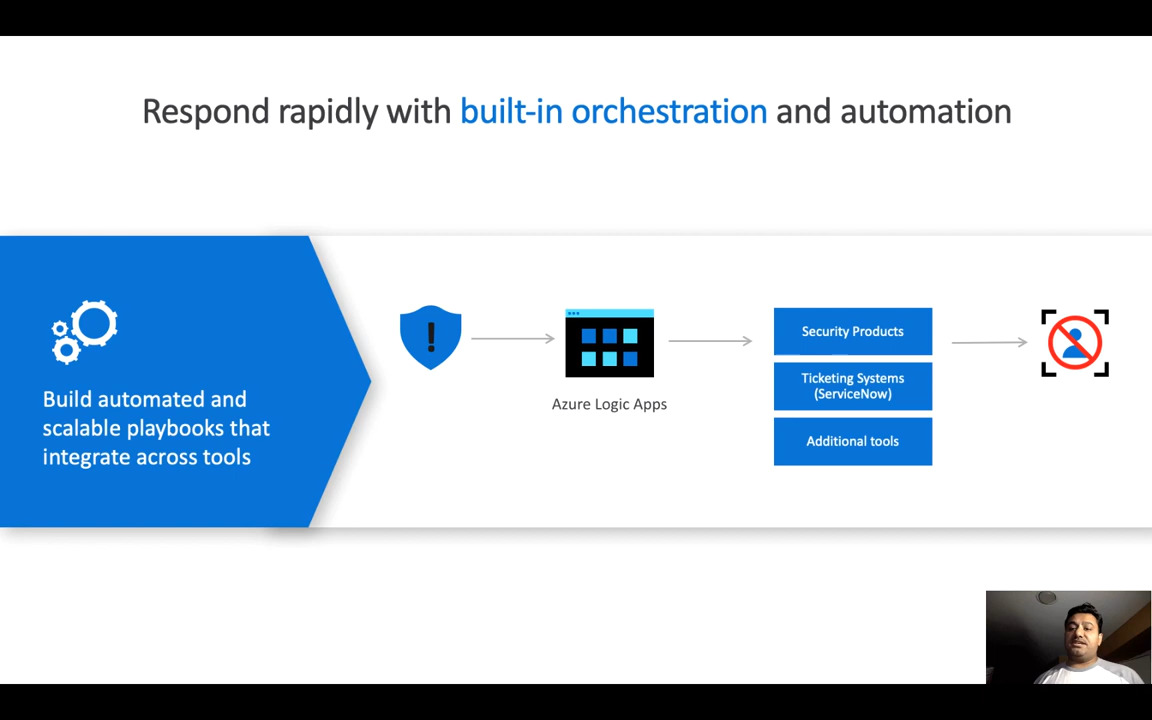 Respond rapidly with built-in orchestration and automation
Build automated and
scalable playbooks that
integrate across tools
Azure Logic Apps
Security Products
Ticketing Systems
(ServiceNow)
Additional tools